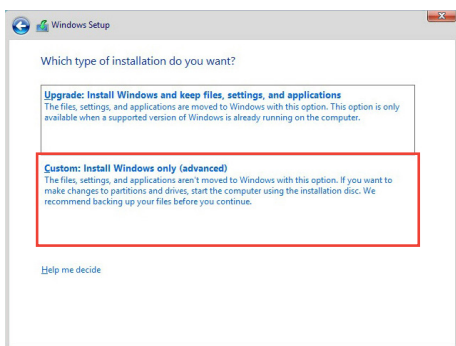 Windows Setup
Which type of installation do you want?
Upgrade: Install Windows and keep files, settings, and applications
The files, settings, and applications are moved to Windows with this option. This option is only
available when a supported version of Windows is already running on the computer.
Custom: Install Windows only (advanced)
The files, settings, and applications aren't moved to Windows with this option. If you want to
make changes to partitions and drives, start the computer using the installation disc. We
recommend backing up your files before you continue.
Help me decide